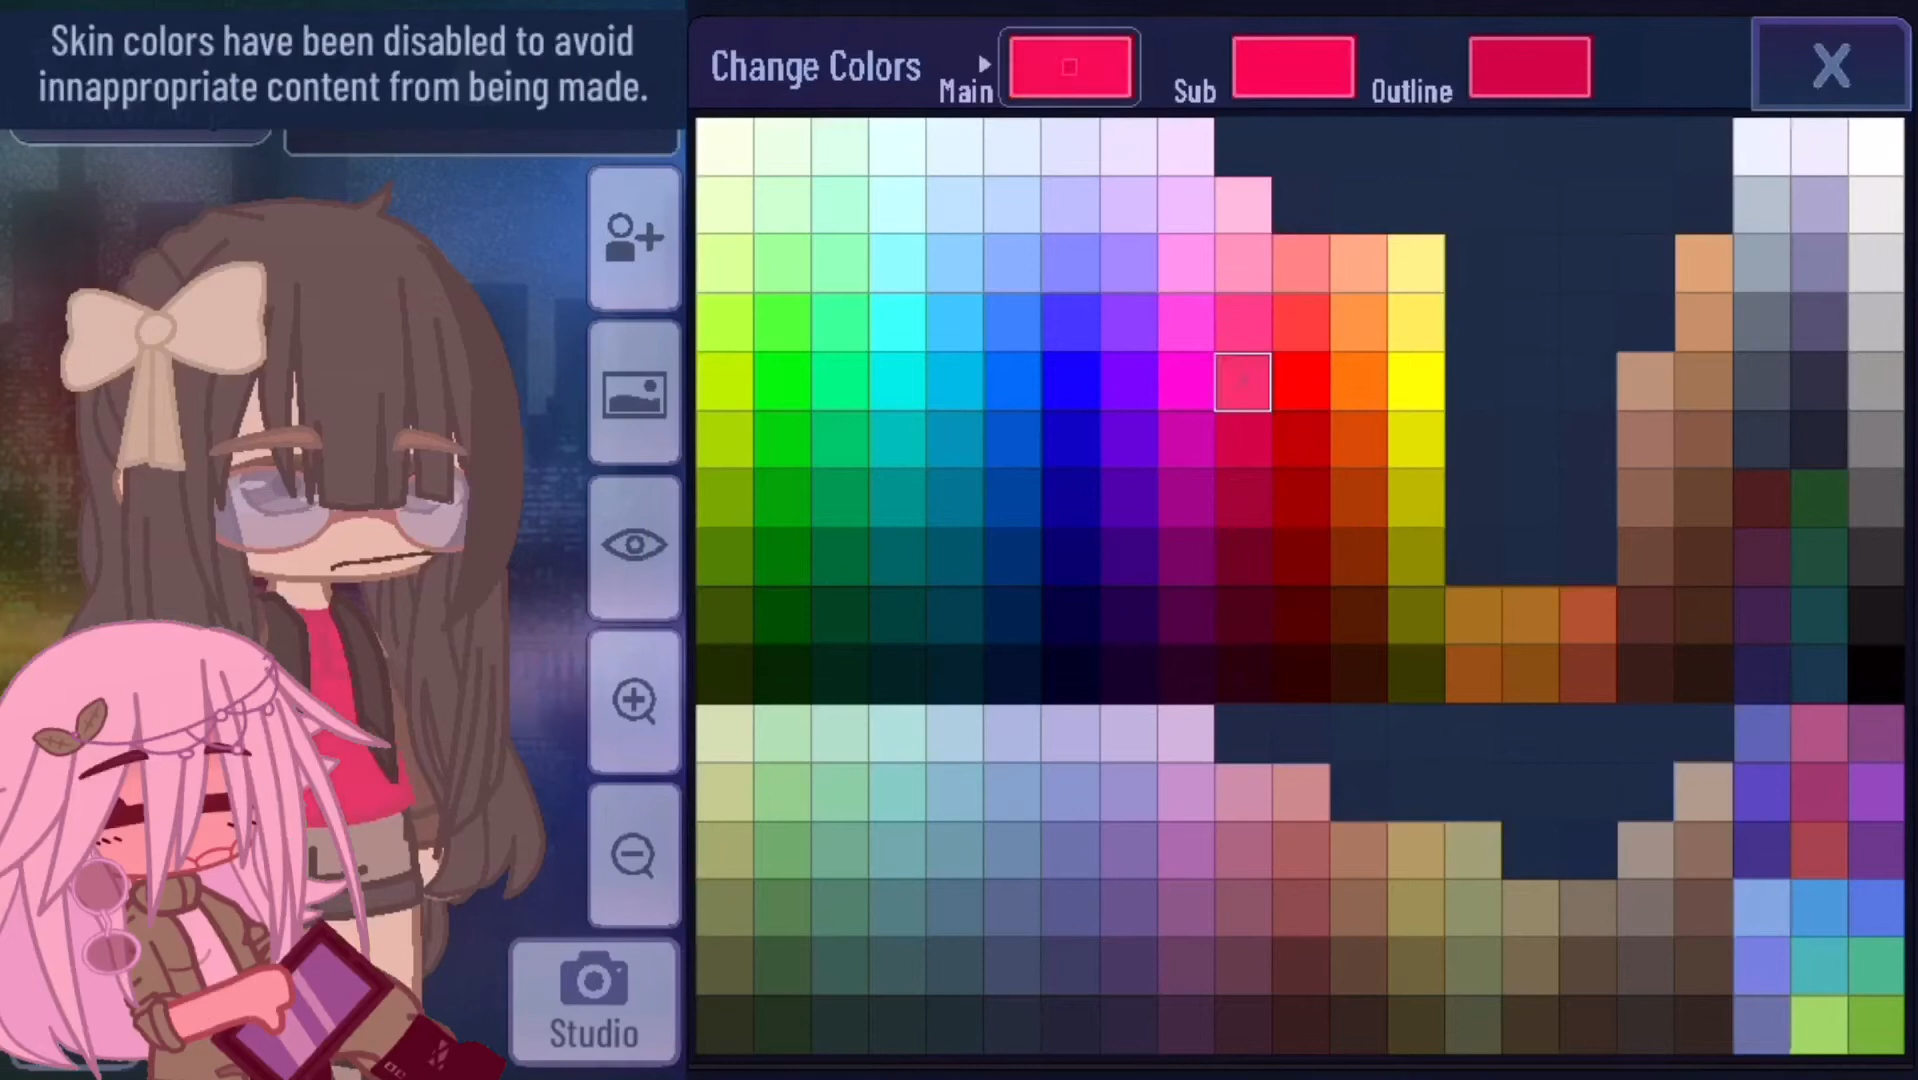 Skin colors have been disabled to avoid
innappropriate content from being made.
Change Colors
Main
Sub
Outline
X
Studio